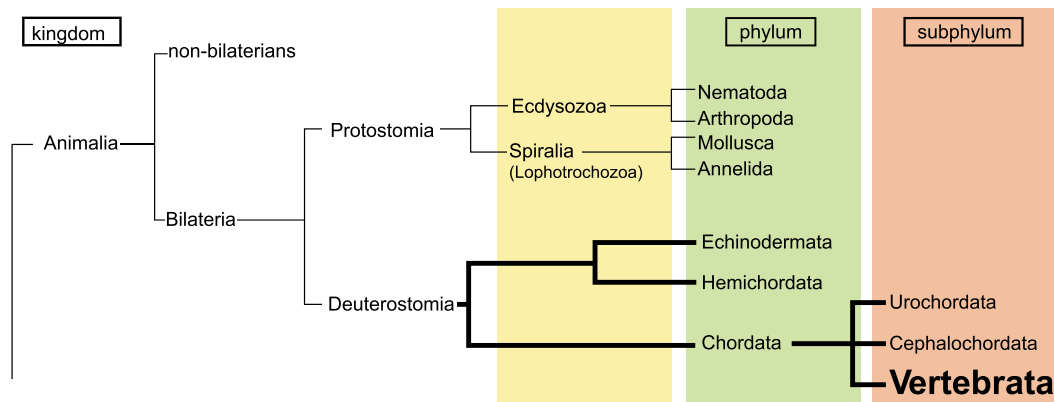 kingdom
phylum
subphylum
non-bilaterians
Animalia
Bilateria
Protostomia
Deuterostomia
Ecdysozoa
Spiralia
(Lophotrochozoa)
Nematoda
Arthropoda
Mollusca
Annelida
Echinodermata
Hemichordata
Chordata
Urochordata
Cephalochordata
Vertebrata